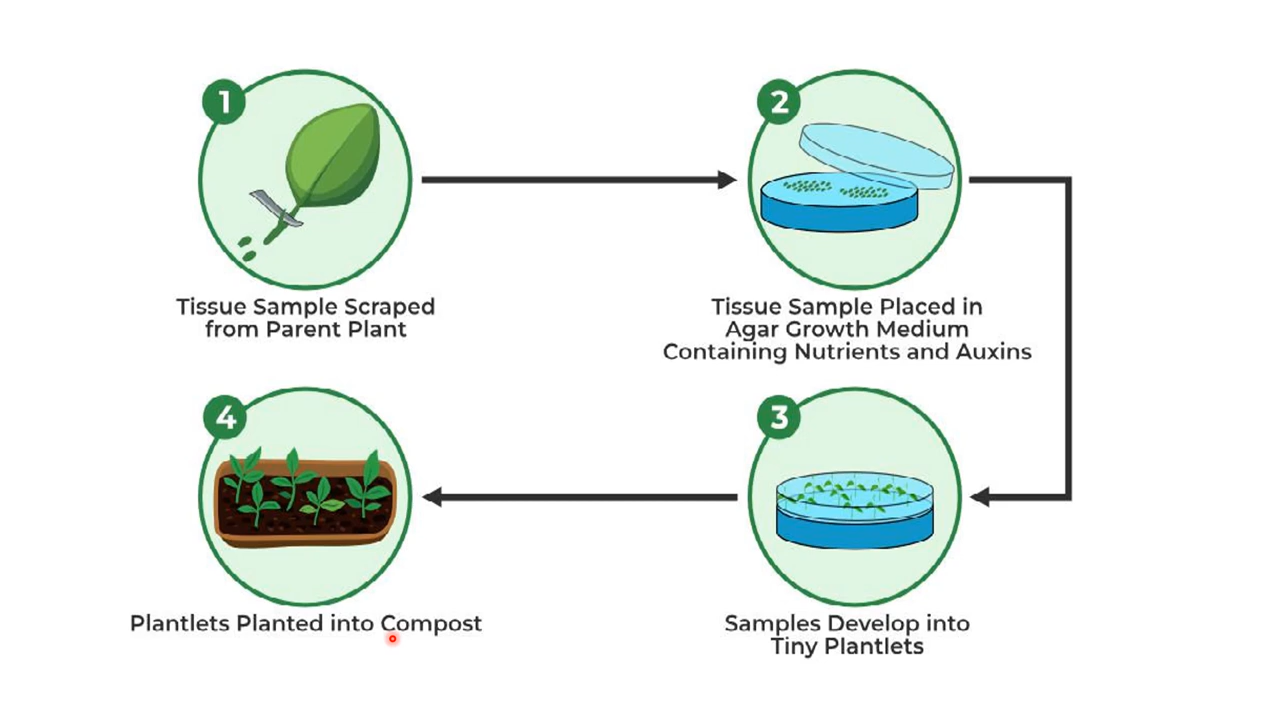 1
Tissue Sample Scraped
from Parent Plant
2
Tissue Sample Placed in
Agar Growth Medium
Containing Nutrients and Auxins
3
Samples Develop into
Tiny Plantlets
4
Plantlets Planted into Compost